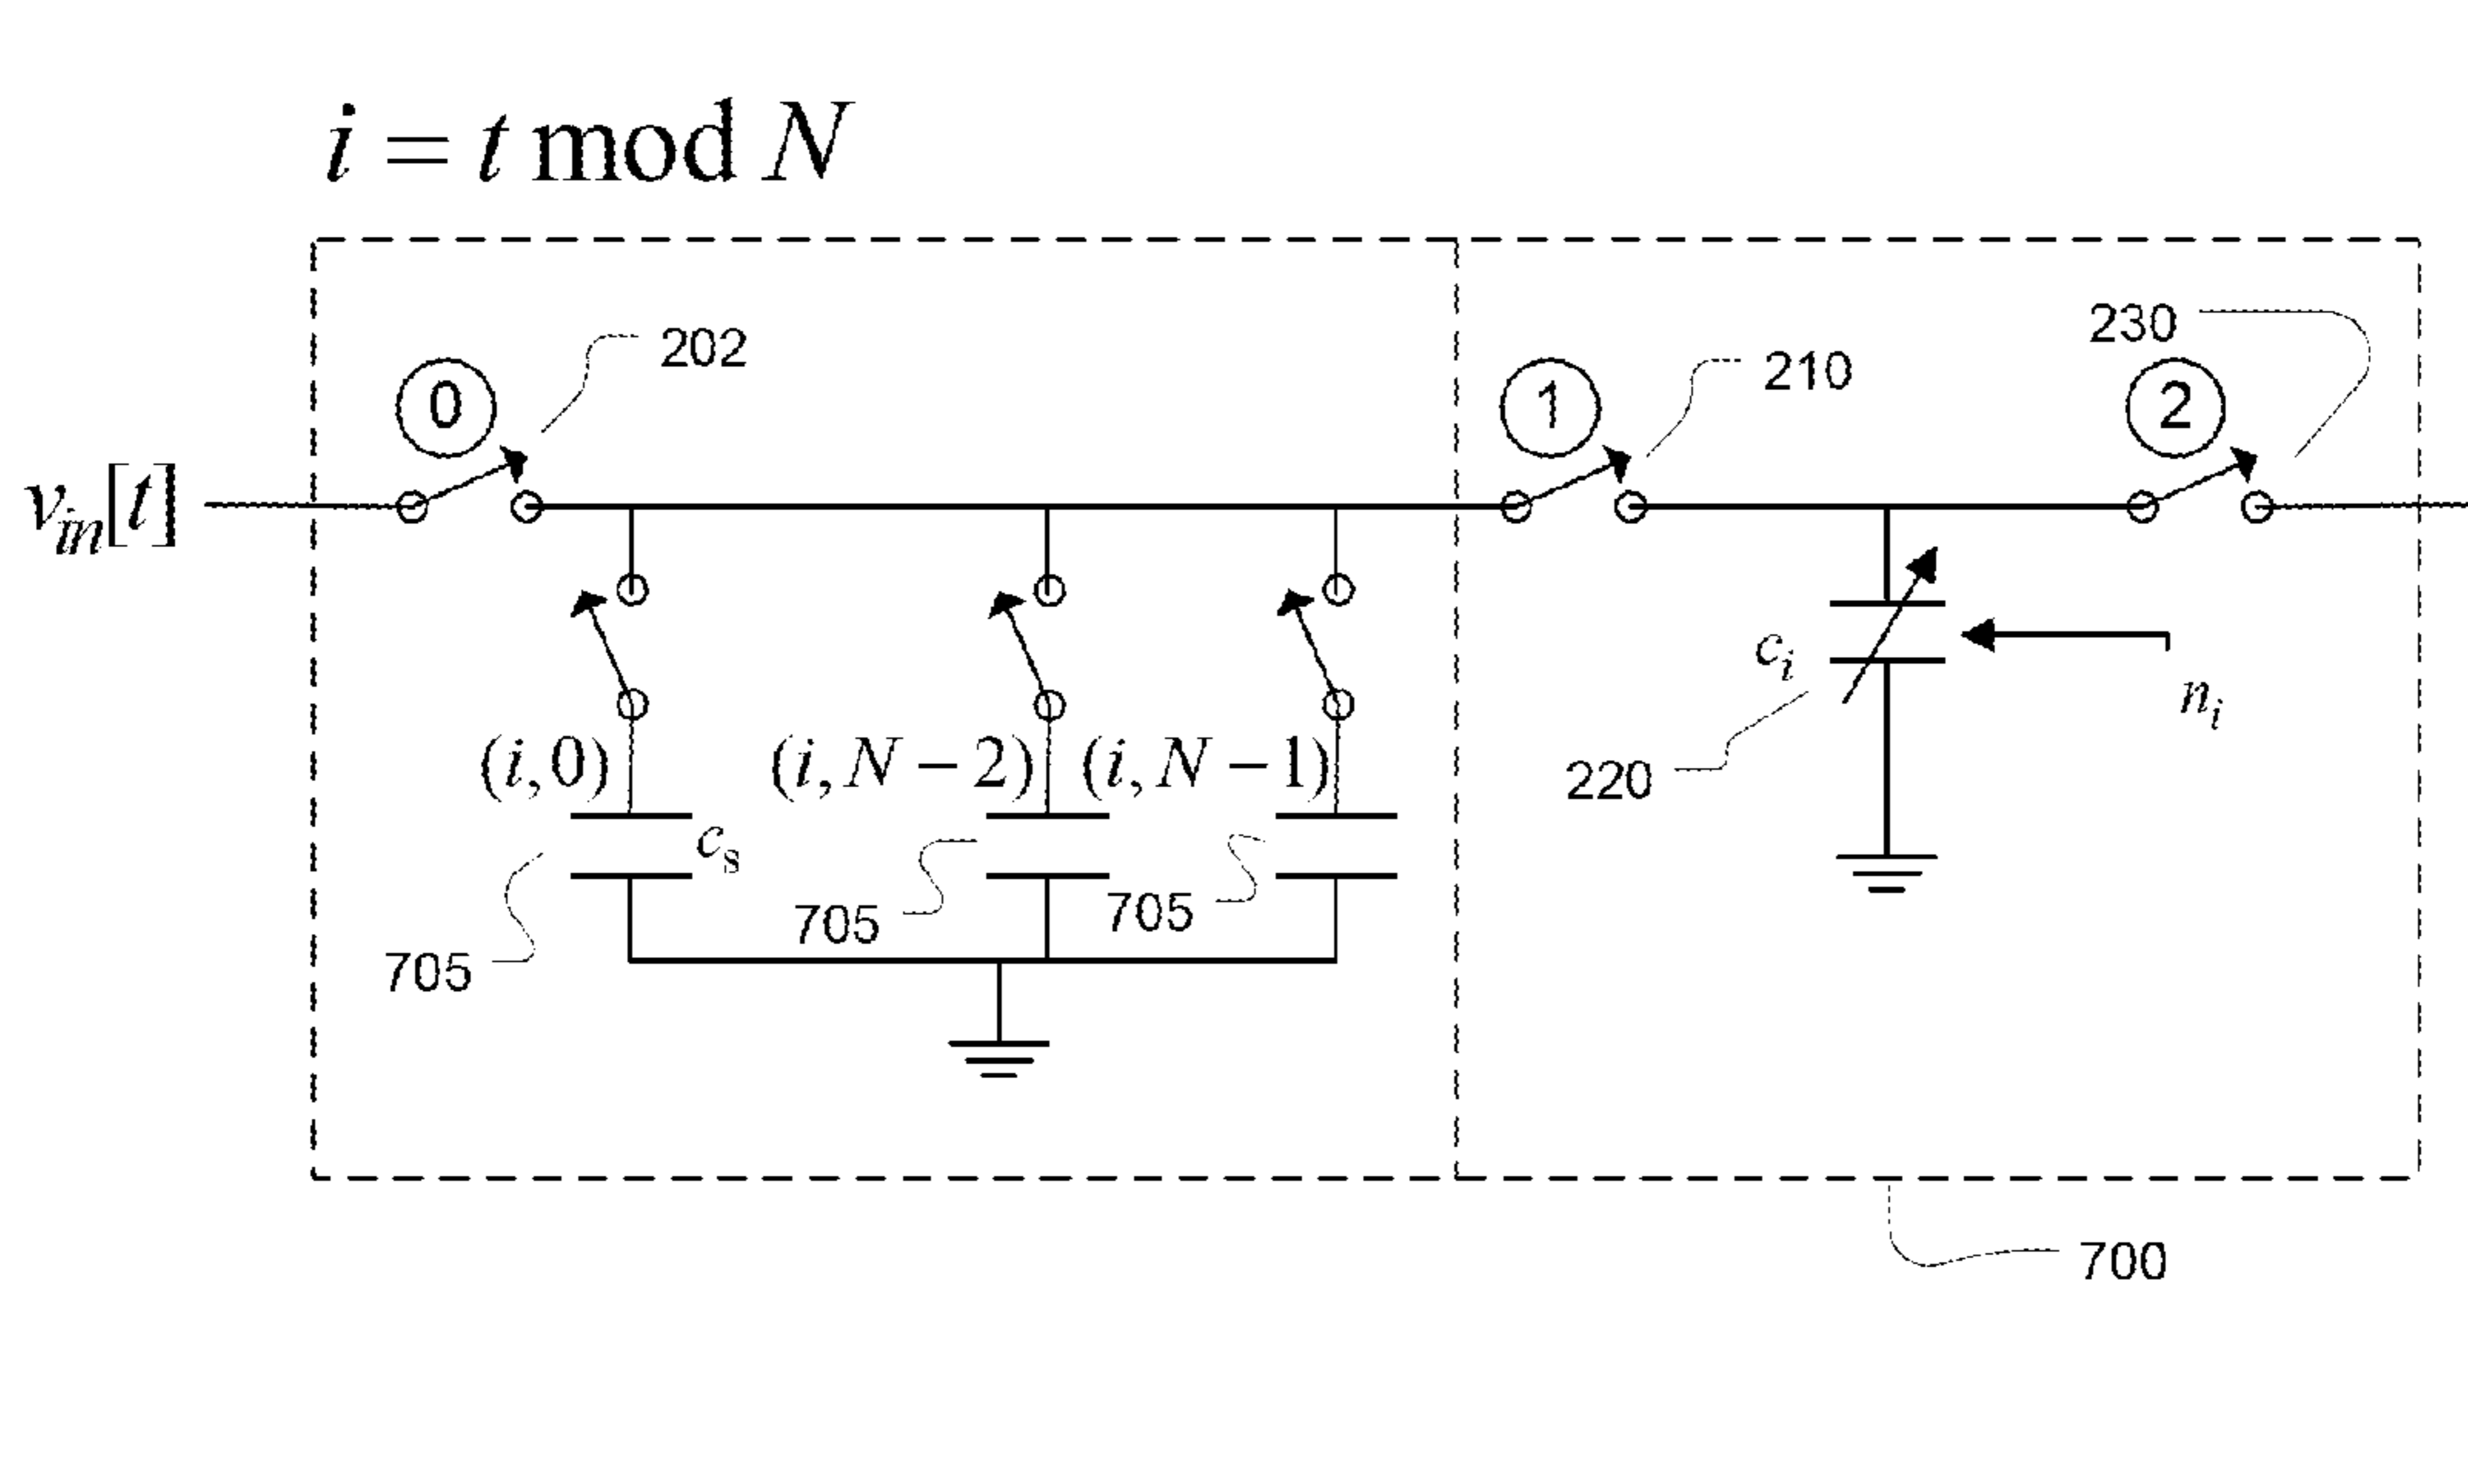 i = t mod N
202
230
0
1
210
2
v_in[t]
c_i
n_i
(i,0) (i,N−2) (i,N−1)
220
c_s
705
705
705
700